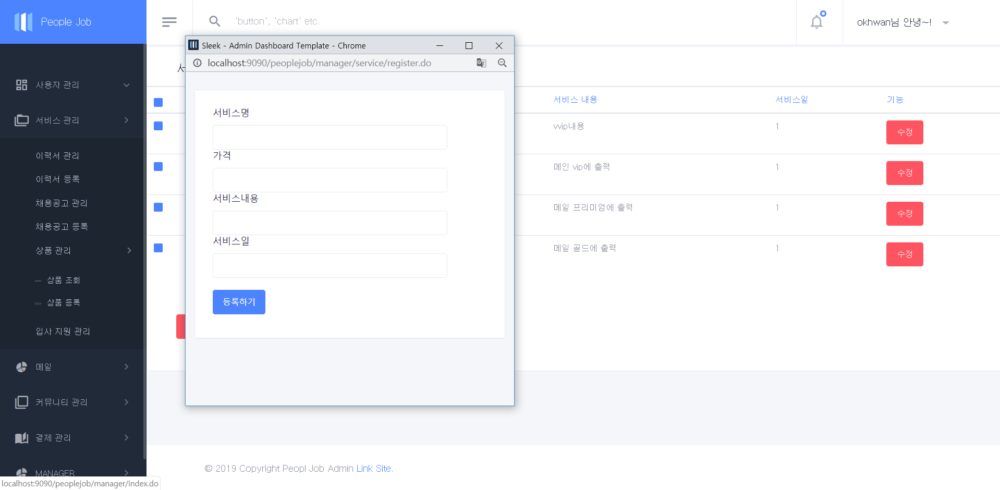 People Job
'button', 'chart' etc.
okhwan님 안녕~!
사용자 관리
서비스 관리
이력서 관리
이력서 등록
채용공고 관리
채용공고 등록
상품 관리
상품 조회
상품 등록
입사 지원 관리
메일
커뮤니티 관리
결제 관리
MANAGER
localhost:9090/peoplejob/manager/index.do
Sleek - Admin Dashboard Template - Chrome
localhost:9090/peoplejob/manager/service/register.do
서비스명
가격
서비스내용
서비스일
등록하기
서비스 내용 서비스일 기능
vvip내용 1 수정
메인 vip에 출력 1 수정
메일 프리미엄에 출력 1 수정
메일 골드에 출력 1 수정
© 2019 Copyright Peopl Job Admin Link Site.